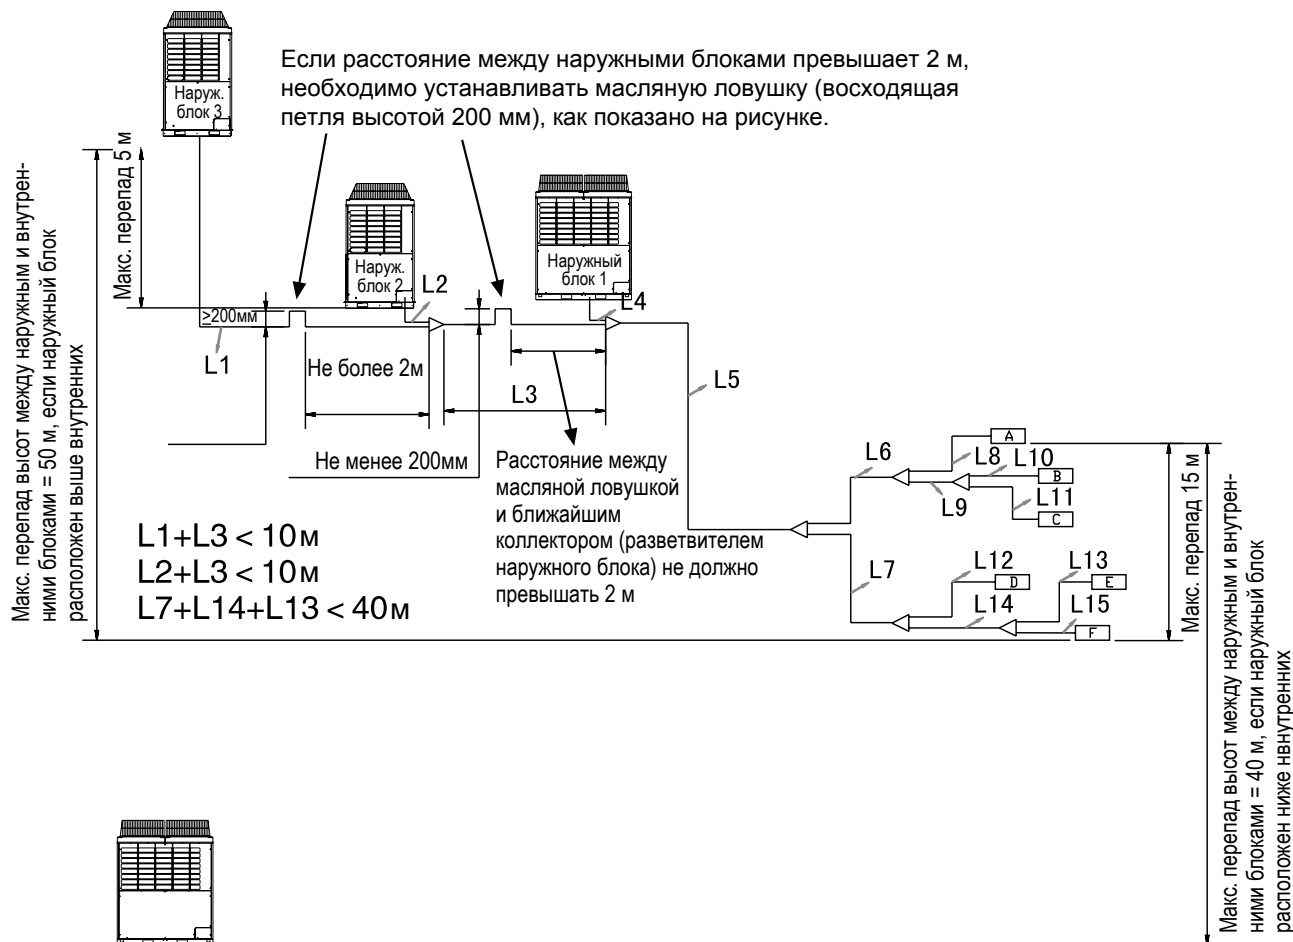 Если расстояние между наружными блоками превышает 2 м,
необходимо устанавливать масляную ловушку (восходящая
петля высотой 200 мм), как показано на рисунке.
Наруж.
блок 3
Макс. перепад высот между наружным и внутрен-
ними блоками = 50 м, если наружный блок
расположен выше внутренних
Макс. перепад 5 м
Наруж.
блок 2
Наружный
блок 1
L2
L4
≥200мм
L1
Не более 2м
L3
L5
Не менее 200мм
Расстояние между
масляной ловушкой
и ближайшим
коллектором (разветвителем
наружного блока) не должно
превышать 2 м
L1+L3 < 10м
L2+L3 < 10м
L7+L14+L13 < 40м
L6
L8
A
L10
B
L9
L11
C
L7
L12
D
L13
E
L14
L15
F
Макс. перепад 15 м
Макс. перепад высот между наружным и внутрен-
ними блоками = 40 м, если наружный блок
расположен ниже нвнутренних